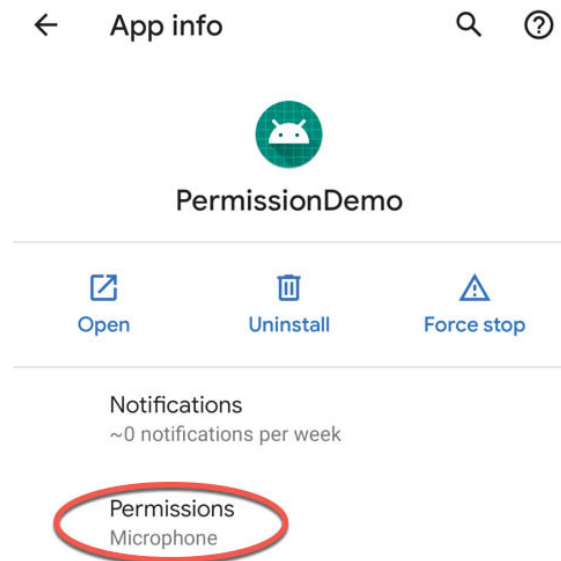 App info
PermissionDemo
Open Uninstall Force stop
Notifications
~0 notifications per week
Permissions
Microphone